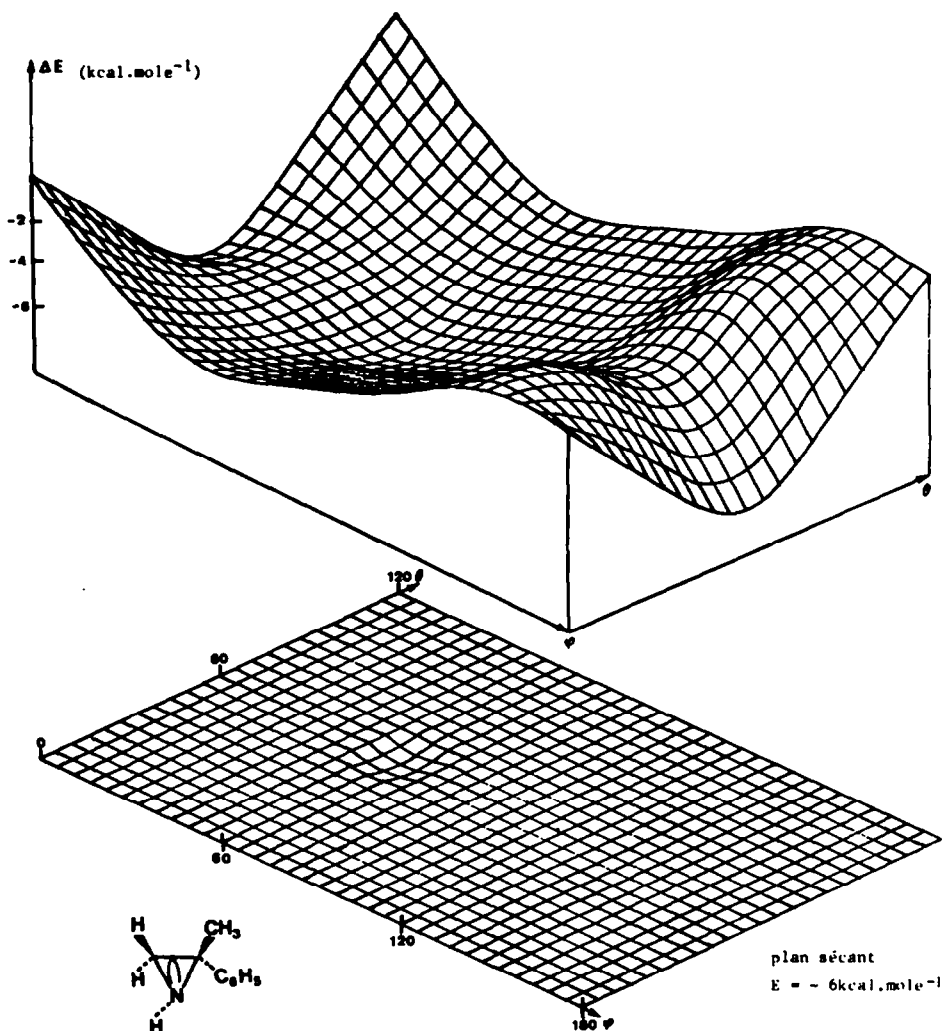 ΔE (kcal.mole⁻¹)
-2
-4
-6
θ
φ
120 θ
60
0
60
120
180 φ
H
CH₃
H
C₆H₅
N
H
plan sécant
E = ~ 6kcal.mole⁻¹